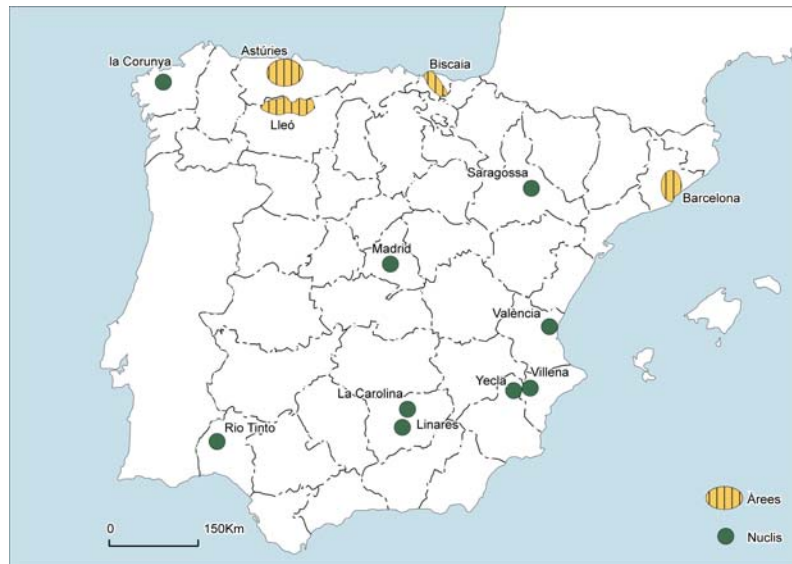 Astúries
la Corunya
Biscaia
Lleó
Saragossa
Barcelona
Madrid
València
Yecla
Villena
La Carolina
Linares
Rio Tinto
Àrees
0
150Km
Nuclis